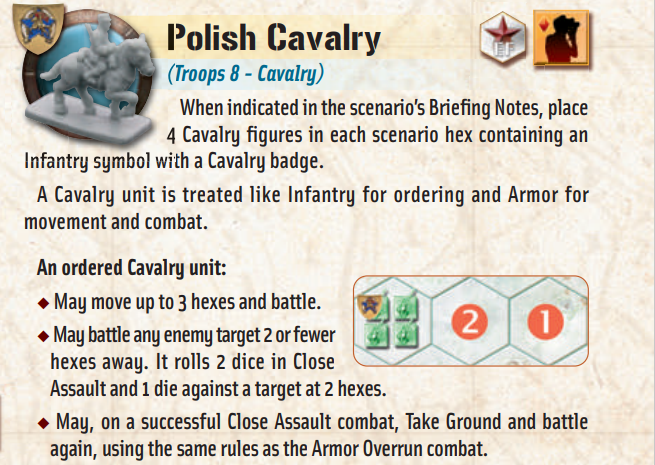 Polish Cavalry
EF
(Troops 8 - Cavalry)
When indicated in the scenario's Briefing Notes, place
4 Cavalry figures in each scenario hex containing an
Infantry symbol with a Cavalry badge.
A Cavalry unit is treated like Infantry for ordering and Armor for
movement and combat.
An ordered Cavalry unit:
◆ May move up to 3 hexes and battle.
◆ May battle any enemy target 2 or fewer
hexes away. It rolls 2 dice in Close
Assault and 1 die against a target at 2 hexes.
2 1
◆ May, on a successful Close Assault combat, Take Ground and battle
again, using the same rules as the Armor Overrun combat.